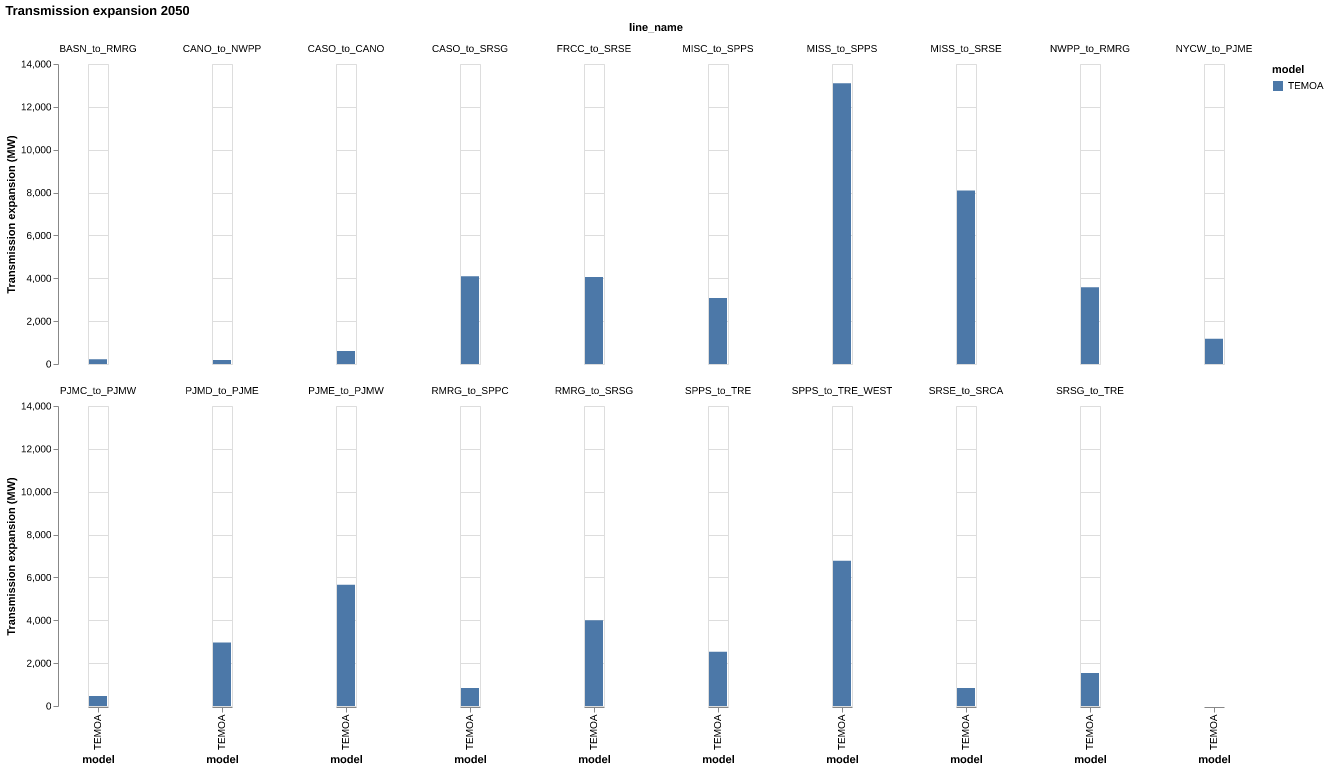 Transmission expansion 2050
line_name
BASN_to_RMRG CANO_to_NWPP CASO_to_CANO CASO_to_SRSG FRCC_to_SRSE MISC_to_SPPS MISS_to_SPPS MISS_to_SRSE NWPP_to_RMRG NYCW_to_PJME
model
TEMOA
Transmission expansion (MW)
14,000
12,000
10,000
8,000
6,000
4,000
2,000
0
PJMC_to_PJMW PJMD_to_PJME PJME_to_PJMW RMRG_to_SPPC RMRG_to_SRSG SPPS_to_TRE SPPS_to_TRE_WEST SRSE_to_SRCA SRSG_to_TRE
Transmission expansion (MW)
14,000
12,000
10,000
8,000
6,000
4,000
2,000
0
TEMOA TEMOA TEMOA TEMOA TEMOA TEMOA TEMOA TEMOA TEMOA TEMOA
model model model model model model model model model model